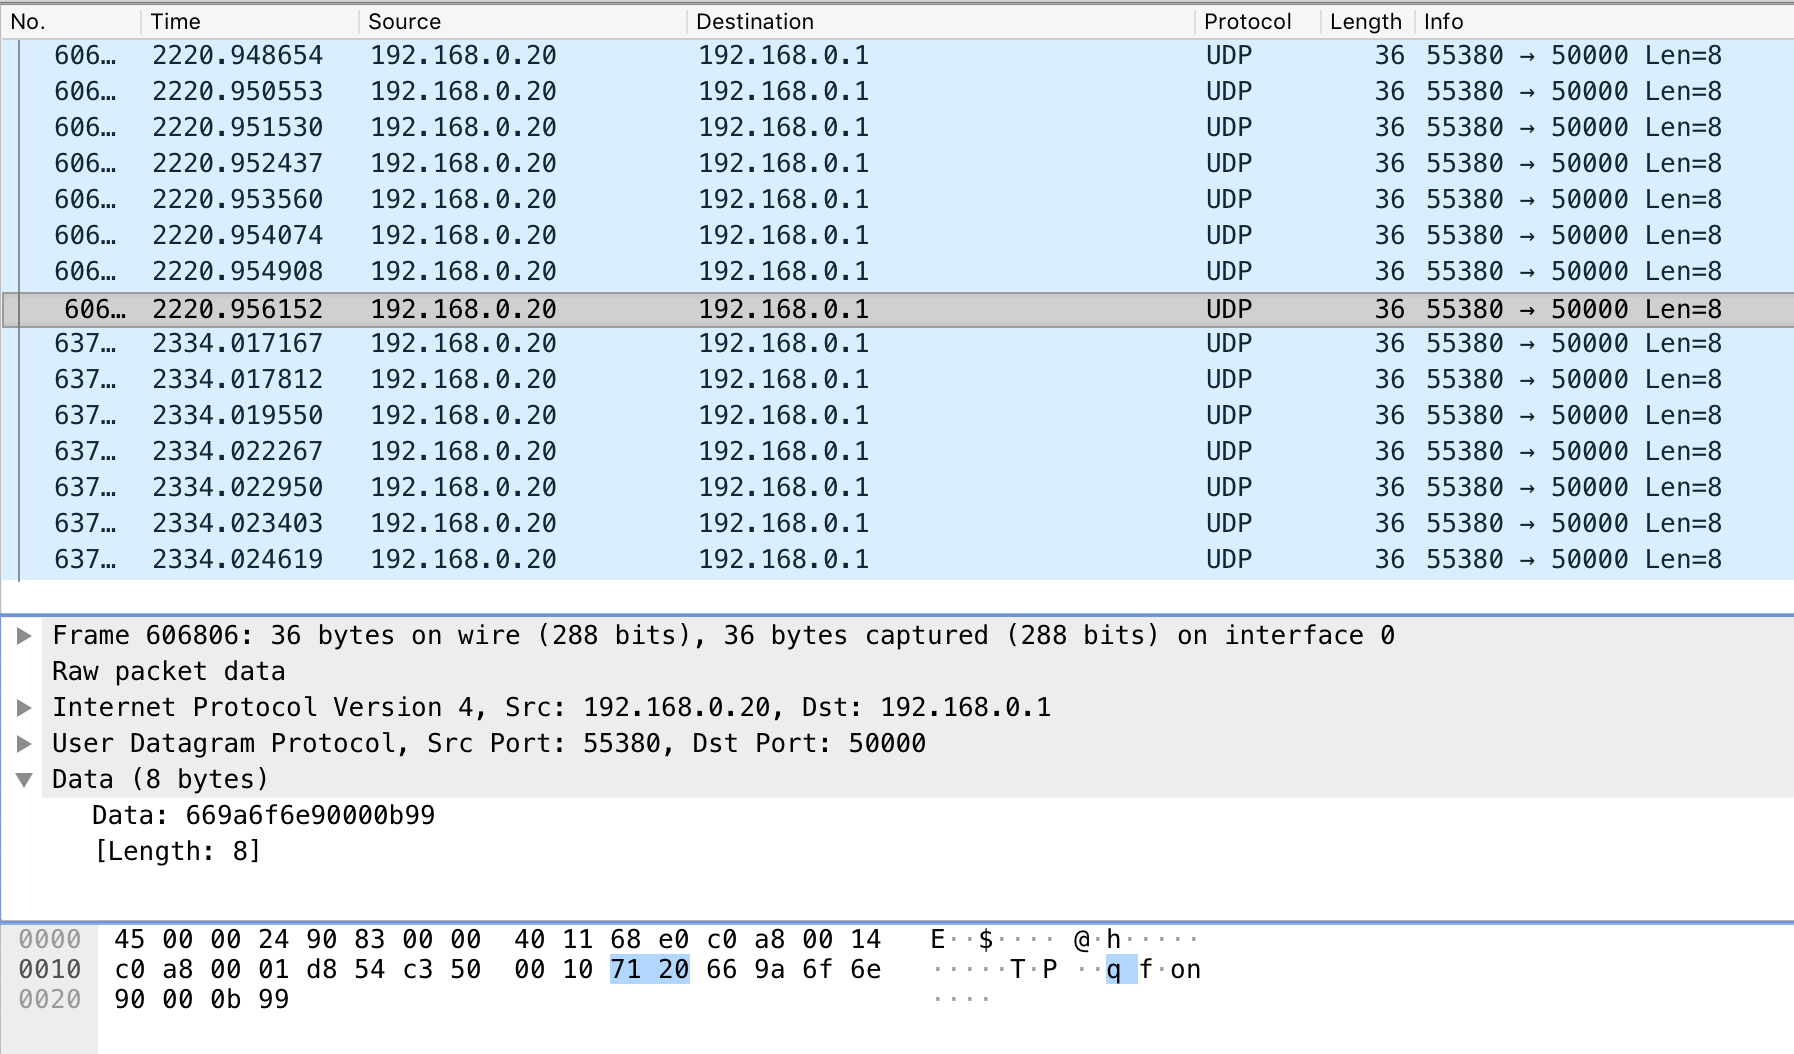 No. Time Source Destination Protocol Length Info
606… 2220.948654 192.168.0.20 192.168.0.1 UDP 36 55380 → 50000 Len=8
606… 2220.950553 192.168.0.20 192.168.0.1 UDP 36 55380 → 50000 Len=8
606… 2220.951530 192.168.0.20 192.168.0.1 UDP 36 55380 → 50000 Len=8
606… 2220.952437 192.168.0.20 192.168.0.1 UDP 36 55380 → 50000 Len=8
606… 2220.953560 192.168.0.20 192.168.0.1 UDP 36 55380 → 50000 Len=8
606… 2220.954074 192.168.0.20 192.168.0.1 UDP 36 55380 → 50000 Len=8
606… 2220.954908 192.168.0.20 192.168.0.1 UDP 36 55380 → 50000 Len=8
606… 2220.956152 192.168.0.20 192.168.0.1 UDP 36 55380 → 50000 Len=8
637… 2334.017167 192.168.0.20 192.168.0.1 UDP 36 55380 → 50000 Len=8
637… 2334.017812 192.168.0.20 192.168.0.1 UDP 36 55380 → 50000 Len=8
637… 2334.019550 192.168.0.20 192.168.0.1 UDP 36 55380 → 50000 Len=8
637… 2334.022267 192.168.0.20 192.168.0.1 UDP 36 55380 → 50000 Len=8
637… 2334.022950 192.168.0.20 192.168.0.1 UDP 36 55380 → 50000 Len=8
637… 2334.023403 192.168.0.20 192.168.0.1 UDP 36 55380 → 50000 Len=8
637… 2334.024619 192.168.0.20 192.168.0.1 UDP 36 55380 → 50000 Len=8
Frame 606806: 36 bytes on wire (288 bits), 36 bytes captured (288 bits) on interface 0
Raw packet data
Internet Protocol Version 4, Src: 192.168.0.20, Dst: 192.168.0.1
User Datagram Protocol, Src Port: 55380, Dst Port: 50000
Data (8 bytes)
Data: 669a6f6e90000b99
[Length: 8]
0000 45 00 00 24 90 83 00 00 40 11 68 e0 c0 a8 00 14 E··$···· @·h·····
0010 c0 a8 00 01 d8 54 c3 50 00 10 71 20 66 9a 6f 6e ·····T·P ··q f·on
0020 90 00 0b 99 ····